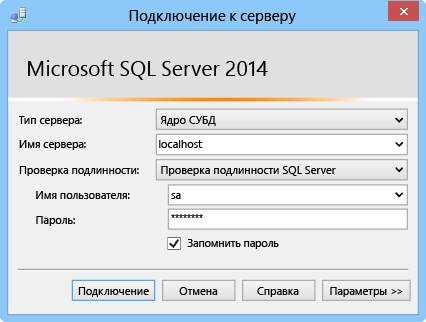 Подключение к серверу
Microsoft SQL Server 2014
Тип сервера: Ядро СУБД
Имя сервера: localhost
Проверка подлинности: Проверка подлинности SQL Server
Имя пользователя: sa
Пароль: ********
Запомнить пароль
Подключение Отмена Справка Параметры >>